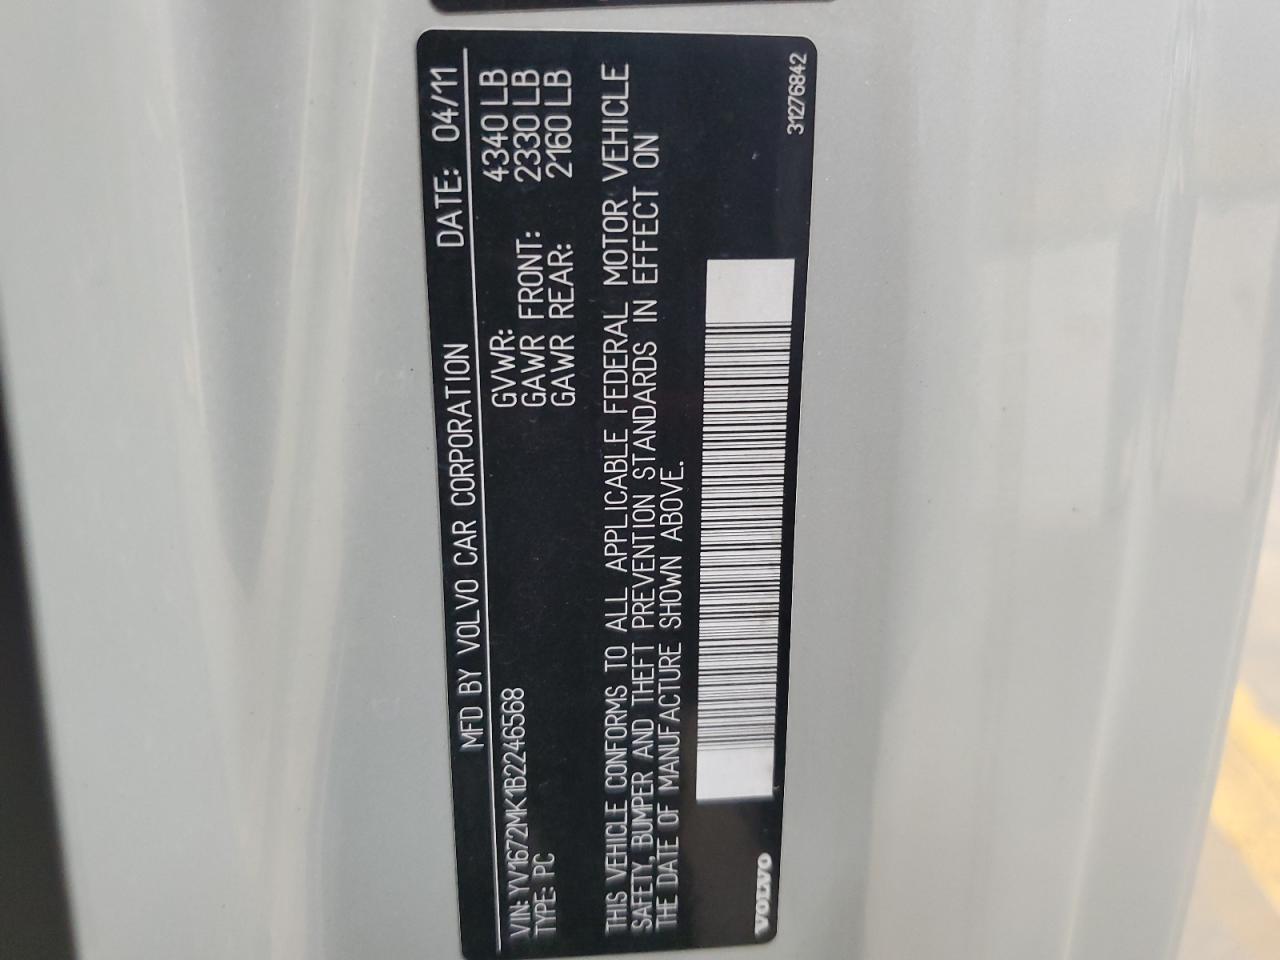 MFD BY VOLVO CAR CORPORATION DATE: 04/11
VIN: YV1672MK1B2246568 GVWR: 4340 LB
TYPE: PC GAWR FRONT: 2330 LB
GAWR REAR: 2160 LB
THIS VEHICLE CONFORMS TO ALL APPLICABLE FEDERAL MOTOR VEHICLE
SAFETY, BUMPER AND THEFT PREVENTION STANDARDS IN EFFECT ON
THE DATE OF MANUFACTURE SHOWN ABOVE.
VOLVO 31276842